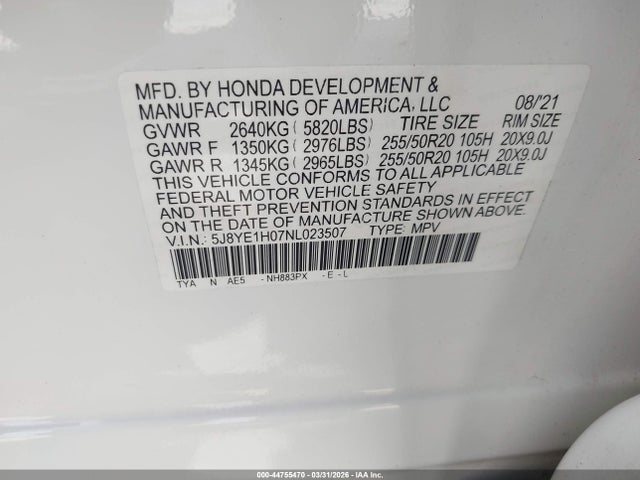 MFD. BY HONDA DEVELOPMENT &
MANUFACTURING OF AMERICA, LLC 08/'21
GVWR 2640KG ( 5820LBS) TIRE SIZE RIM SIZE
GAWR F 1350KG ( 2976LBS) 255/50R20 105H 20X9.0J
GAWR R 1345KG ( 2965LBS) 255/50R20 105H 20X9.0J
THIS VEHICLE CONFORMS TO ALL APPLICABLE
FEDERAL MOTOR VEHICLE SAFETY
AND THEFT PREVENTION STANDARDS IN EFFECT
ON THE DATE OF MANUFACTURE SHOWN ABOVE.
V.I.N.: 5J8YE1H07NL023507 TYPE: MPV
TYA N AE5 -NH883PX -E-L
000-44755470 - 03/31/2026 - IAA Inc.